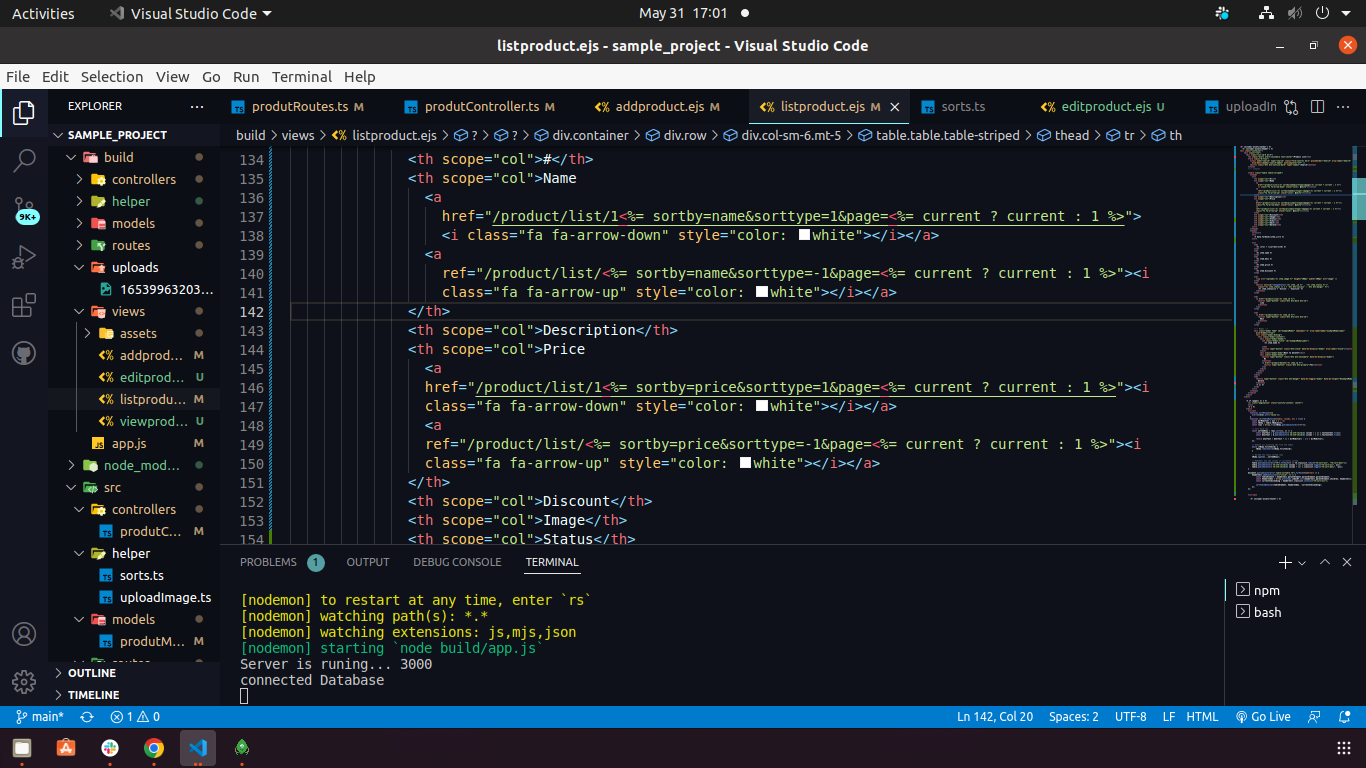 Activities
Visual Studio Code
May 31 17:01
listproduct.ejs - sample_project - Visual Studio Code
File Edit Selection View Go Run Terminal Help
EXPLORER
produtRoutes.ts M
produtController.ts M
addproduct.ejs M
listproduct.ejs M
sorts.ts
editproduct.ejs U
uploadIn
build > views > listproduct.ejs > ? > ? > div.container > div.row > div.col-sm-6.mt-5 > table.table.table-striped > thead > tr > th
SAMPLE_PROJECT
build
controllers
helper
models
routes
uploads
16539963203...
views
assets
addprod... M
editprod... U
listprodu... M
viewprod... U
app.js M
node_mod...
src
controllers
produtC... M
helper
sorts.ts
uploadImage.ts
models
produtM... M
OUTLINE
TIMELINE
9K+
134 <th scope="col">#</th>
135 <th scope="col">Name
136 <a
137 href="/product/list/1<%= sortby=name&sorttype=1&page=<%= current ? current : 1 %>">
138 <i class="fa fa-arrow-down" style="color: white"></i></a>
139 <a
140 ref="/product/list/<%= sortby=name&sorttype=-1&page=<%= current ? current : 1 %>"><i
141 class="fa fa-arrow-up" style="color: white"></i></a>
142 </th>
143 <th scope="col">Description</th>
144 <th scope="col">Price
145 <a
146 href="/product/list/1<%= sortby=price&sorttype=1&page=<%= current ? current : 1 %>"><i
147 class="fa fa-arrow-down" style="color: white"></i></a>
148 <a
149 ref="/product/list/<%= sortby=price&sorttype=-1&page=<%= current ? current : 1 %>"><i
150 class="fa fa-arrow-up" style="color: white"></i></a>
151 </th>
152 <th scope="col">Discount</th>
153 <th scope="col">Image</th>
154 <th scope="col">Status</th>
PROBLEMS 1 OUTPUT DEBUG CONSOLE TERMINAL
[nodemon] to restart at any time, enter `rs`
[nodemon] watching path(s): *.*
[nodemon] watching extensions: js,mjs,json
[nodemon] starting `node build/app.js`
Server is runing... 3000
connected Database
npm
bash
main* 1 0 Ln 142, Col 20 Spaces: 2 UTF-8 LF HTML Go Live